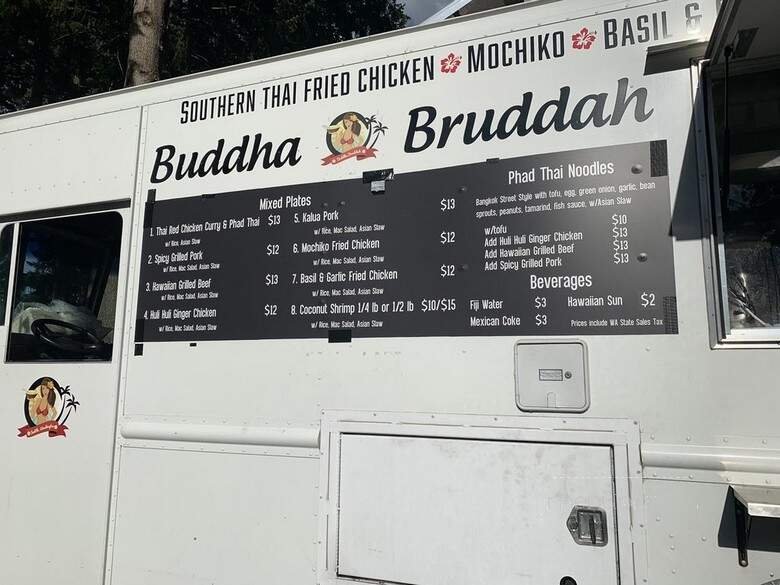 SOUTHERN THAI FRIED CHICKEN MOCHIKO BASIL &
Buddha Bruddah
Mixed Plates
1. Thai Red Chicken Curry & Phad Thai $13
w/ Rice, Asian Slaw
2. Spicy Grilled Pork $12
w/ Rice, Mac Salad, Asian Slaw
3. Hawaiian Grilled Beef $13
w/ Rice, Mac Salad, Asian Slaw
4. Huli Huli Ginger Chicken $12
w/ Rice, Mac Salad, Asian Slaw
5. Kalua Pork $13
w/ Rice, Mac Salad, Asian Slaw
6. Mochiko Fried Chicken $12
w/ Rice, Mac Salad, Asian Slaw
7. Basil & Garlic Fried Chicken $12
w/ Rice, Mac Salad, Asian Slaw
8. Coconut Shrimp 1/4 lb or 1/2 lb $10/$15
w/ Rice, Mac Salad, Asian Slaw
Phad Thai Noodles
Bangkok Street Style with tofu, egg, green onion, garlic, bean
sprouts, peanuts, tamarind, fish sauce, w/Asian Slaw
w/tofu $10
Add Huli Huli Ginger Chicken $13
Add Hawaiian Grilled Beef $13
Add Spicy Grilled Pork $13
Beverages
Fiji Water $3 Hawaiian Sun $2
Mexican Coke $3 Prices include WA State Sales Tax